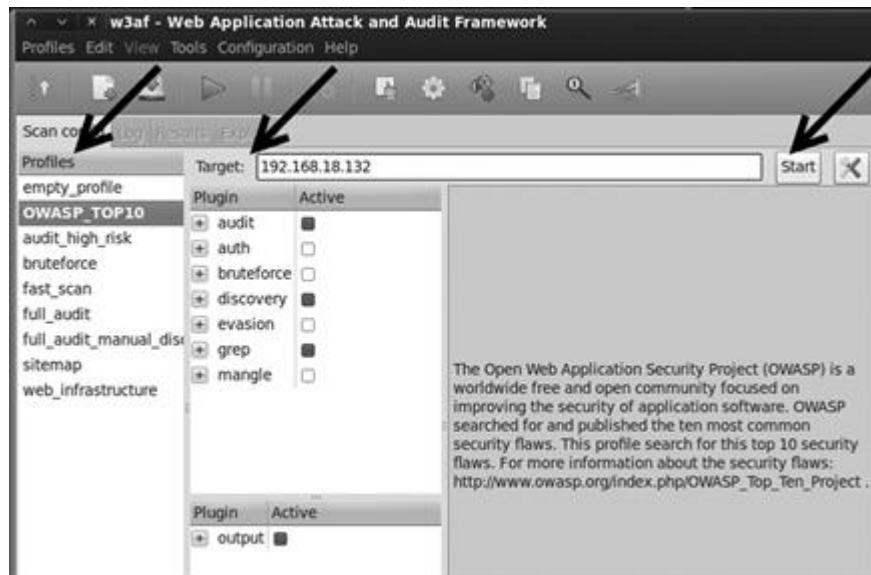 w3af - Web Application Attack and Audit Framework
Profiles Edit View Tools Configuration Help
Scan Log
Profiles
Target: 192.168.18.132 Start
empty_profile
OWASP_TOP10
audit_high_risk
bruteforce
fast_scan
full_audit
full_audit_manual_disc
sitemap
web_infrastructure
Plugin Active
audit
auth
bruteforce
discovery
evasion
grep
mangle
Plugin Active
output
The Open Web Application Security Project (OWASP) is a
worldwide free and open community focused on
improving the security of application software. OWASP
searched for and published the ten most common
security flaws. This profile search for this top 10 security
flaws. For more information about the security flaws:
http://www.owasp.org/index.php/OWASP_Top_Ten_Project .